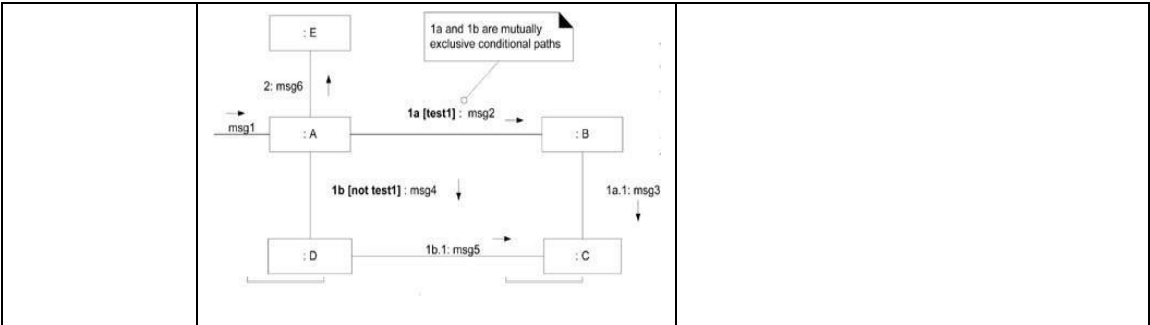 : E
1a and 1b are mutually
exclusive conditional paths
2: msg6
1a [test1] : msg2
msg1
: A
: B
1b [not test1] : msg4
1a.1: msg3
: D
1b.1: msg5
: C